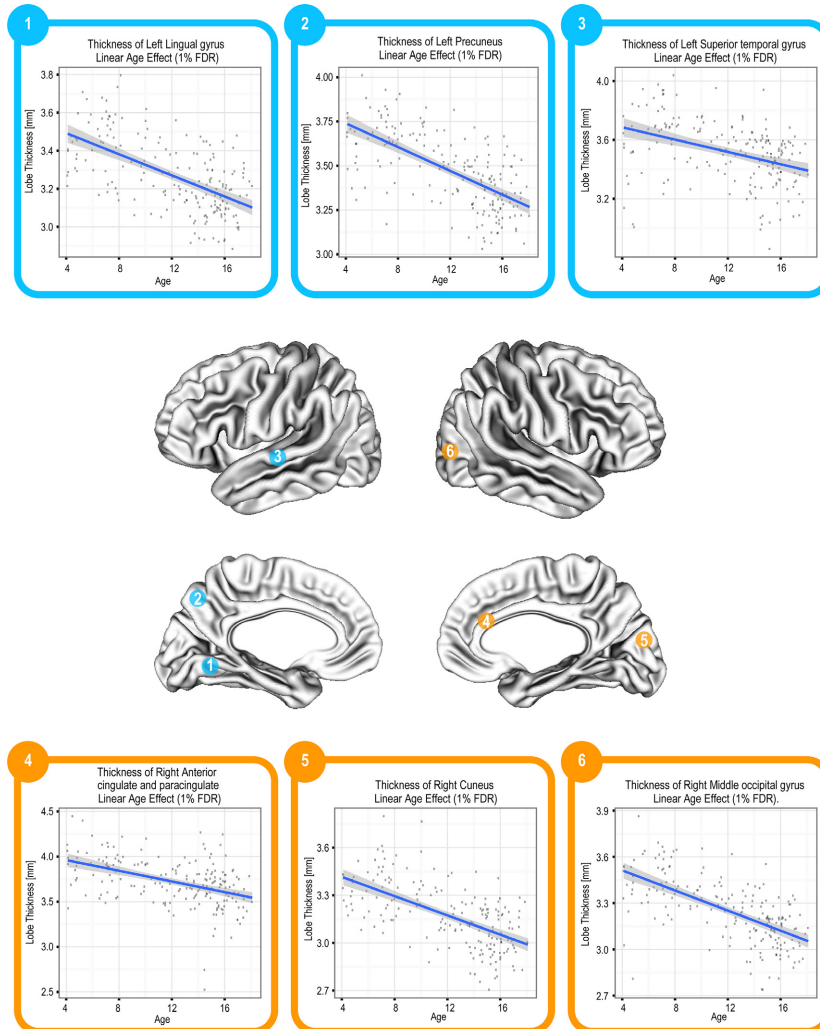 1
Thickness of Left Lingual gyrus
Linear Age Effect (1% FDR)
Lobe Thickness [mm]
3.8
3.6
3.4
3.2
3.0
4
8
12
16
Age
2
Thickness of Left Precuneus
Linear Age Effect (1% FDR)
Lobe Thickness [mm]
4.00
3.75
3.50
3.25
3.00
4
8
12
16
Age
3
Thickness of Left Superior temporal gyrus
Linear Age Effect (1% FDR)
Lobe Thickness [mm]
4.0
3.6
3.2
4
8
12
16
Age
3
6
2
1
4
5
4
Thickness of Right Anterior
cingulate and paracingulate
Linear Age Effect (1% FDR)
Lobe Thickness [mm]
4.5
4.0
3.5
3.0
2.5
4
8
12
16
Age
5
Thickness of Right Cuneus
Linear Age Effect (1% FDR)
Lobe Thickness [mm]
3.6
3.3
3.0
2.7
4
8
12
16
Age
6
Thickness of Right Middle occipital gyrus
Linear Age Effect (1% FDR).
Lobe Thickness [mm]
3.9
3.6
3.3
3.0
2.7
4
8
12
16
Age